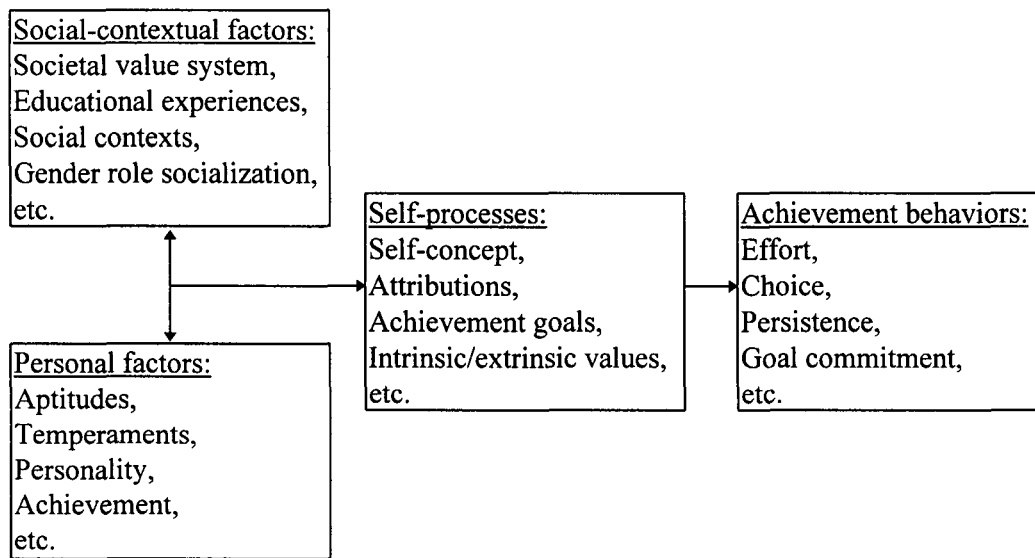 Social-contextual factors:
Societal value system,
Educational experiences,
Social contexts,
Gender role socialization,
etc.
Personal factors:
Aptitudes,
Temperaments,
Personality,
Achievement,
etc.
Self-processes:
Self-concept,
Attributions,
Achievement goals,
Intrinsic/extrinsic values,
etc.
Achievement behaviors:
Effort,
Choice,
Persistence,
Goal commitment,
etc.